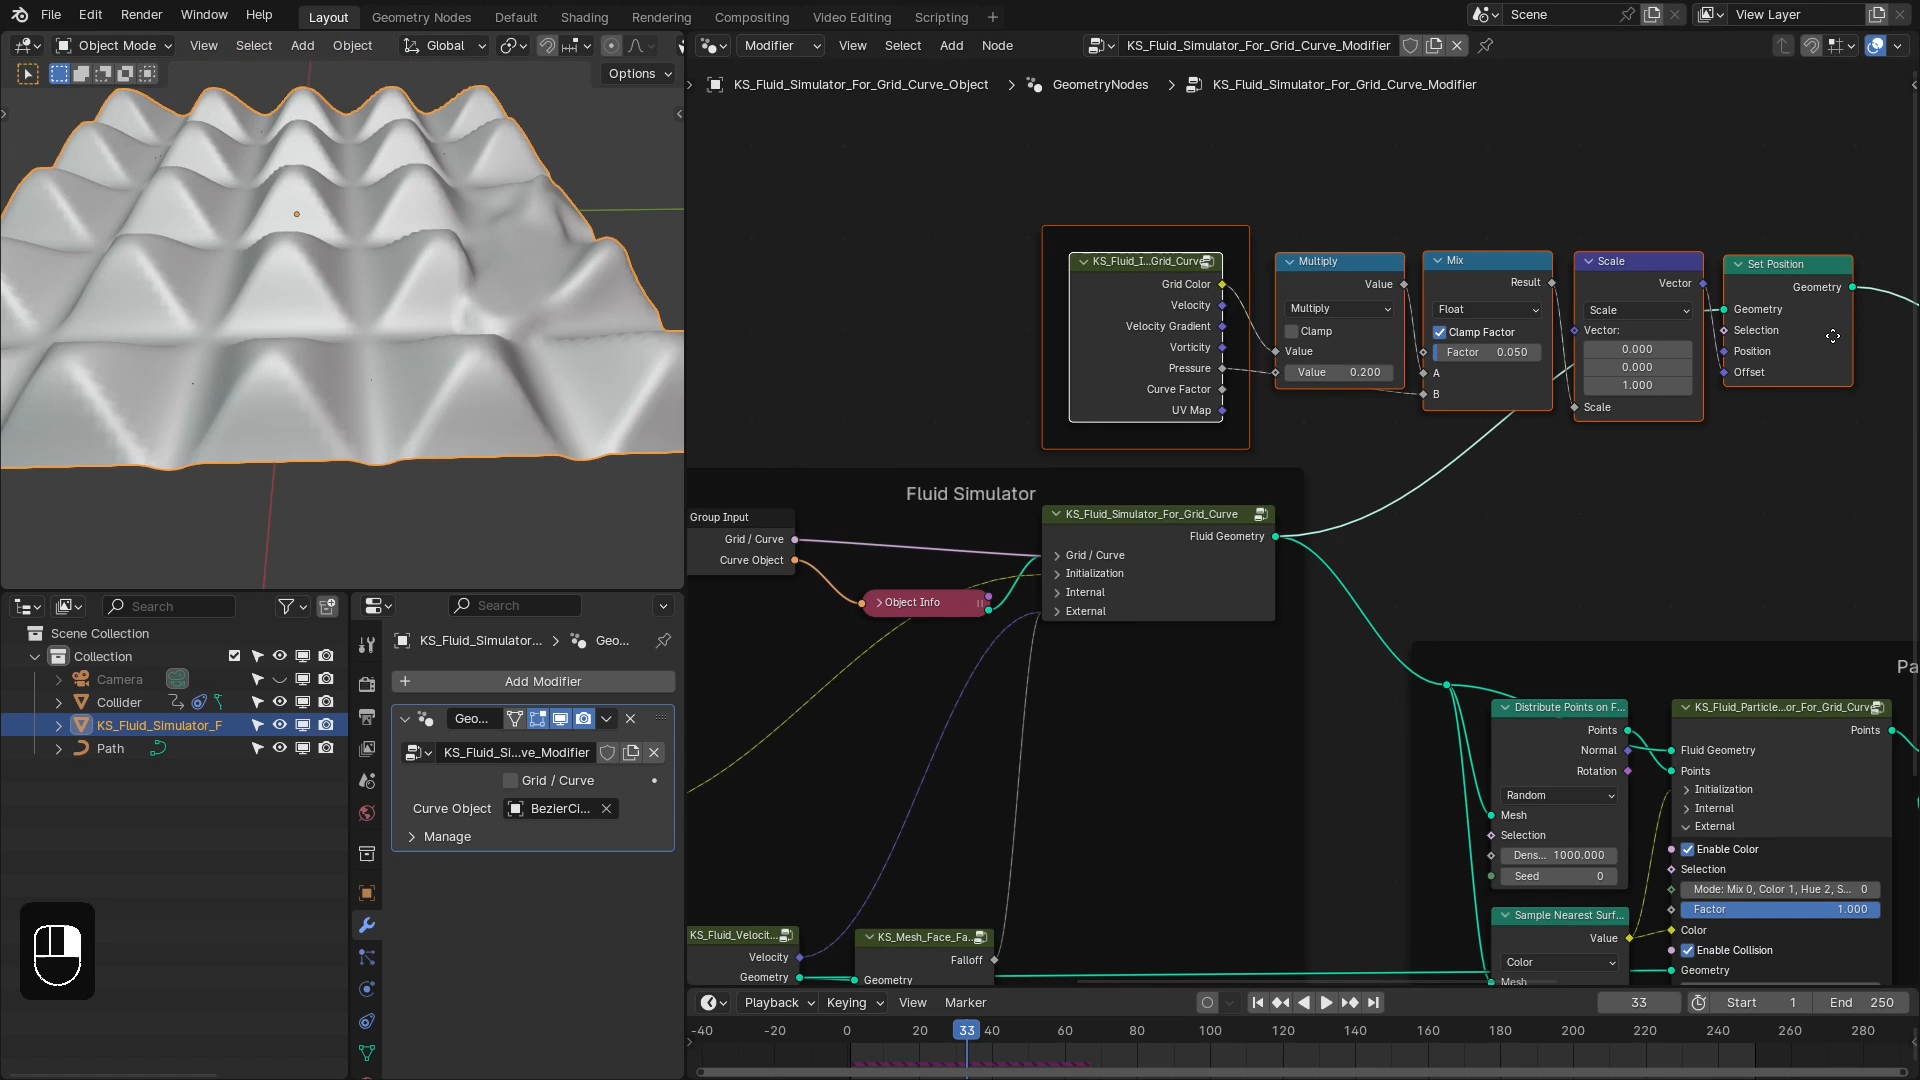 File Edit Render Window Help Layout Geometry Nodes Default Shading Rendering Compositing Video Editing Scripting + Scene View Layer
Object Mode View Select Add Object Global
Options
Modifier View Select Add Node KS_Fluid_Simulator_For_Grid_Curve_Modifier
KS_Fluid_Simulator_For_Grid_Curve_Object > GeometryNodes > KS_Fluid_Simulator_For_Grid_Curve_Modifier
KS_Fluid_I...Grid_Curve
Grid Color
Velocity
Velocity Gradient
Vorticity
Pressure
Curve Factor
UV Map
Multiply
Value
Multiply
Clamp
Value
Value 0.200
Mix
Result
Float
Clamp Factor
Factor 0.050
A
B
Scale
Vector
Scale
Vector:
0.000
0.000
1.000
Scale
Set Position
Geometry
Geometry
Selection
Position
Offset
Fluid Simulator
Group Input
Grid / Curve
Curve Object
Object Info
KS_Fluid_Simulator_For_Grid_Curve
Fluid Geometry
Grid / Curve
Initialization
Internal
External
Pa
Distribute Points on F...
Points
Normal
Rotation
Random
Mesh
Selection
Dens... 1000.000
Seed 0
Sample Nearest Surf...
Value
Color
Mesh
KS_Fluid_Particle...or_For_Grid_Curve
Points
Fluid Geometry
Points
Initialization
Internal
External
Enable Color
Selection
Mode: Mix 0, Color 1, Hue 2, S... 0
Factor 1.000
Color
Enable Collision
Geometry
KS_Fluid_Velocit...
Velocity
Geometry
KS_Mesh_Face_Fa...
Falloff
Geometry
Search
Scene Collection
Collection
Camera
Collider
KS_Fluid_Simulator_F
Path
Search
KS_Fluid_Simulator... > Geo...
+ Add Modifier
Geo...
KS_Fluid_Si...ve_Modifier
Grid / Curve
Curve Object BezierCi...
Manage
Playback Keying View Marker 33 Start 1 End 250
-40 -20 0 20 33 40 60 80 100 120 140 160 180 200 220 240 260 280